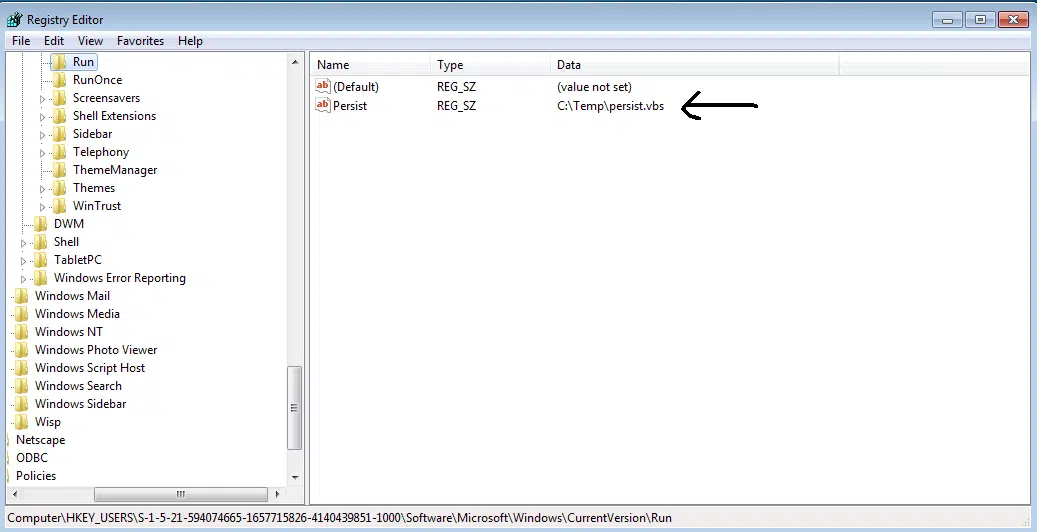 Registry Editor
File Edit View Favorites Help
Run
RunOnce
Screensavers
Shell Extensions
Sidebar
Telephony
ThemeManager
Themes
WinTrust
DWM
Shell
TabletPC
Windows Error Reporting
Windows Mail
Windows Media
Windows NT
Windows Photo Viewer
Windows Script Host
Windows Search
Windows Sidebar
Wisp
Netscape
ODBC
Policies
Name Type Data
ab (Default) REG_SZ (value not set)
ab Persist REG_SZ C:\Temp\persist.vbs
Computer\HKEY_USERS\S-1-5-21-594074665-1657715826-4140439851-1000\Software\Microsoft\Windows\CurrentVersion\Run